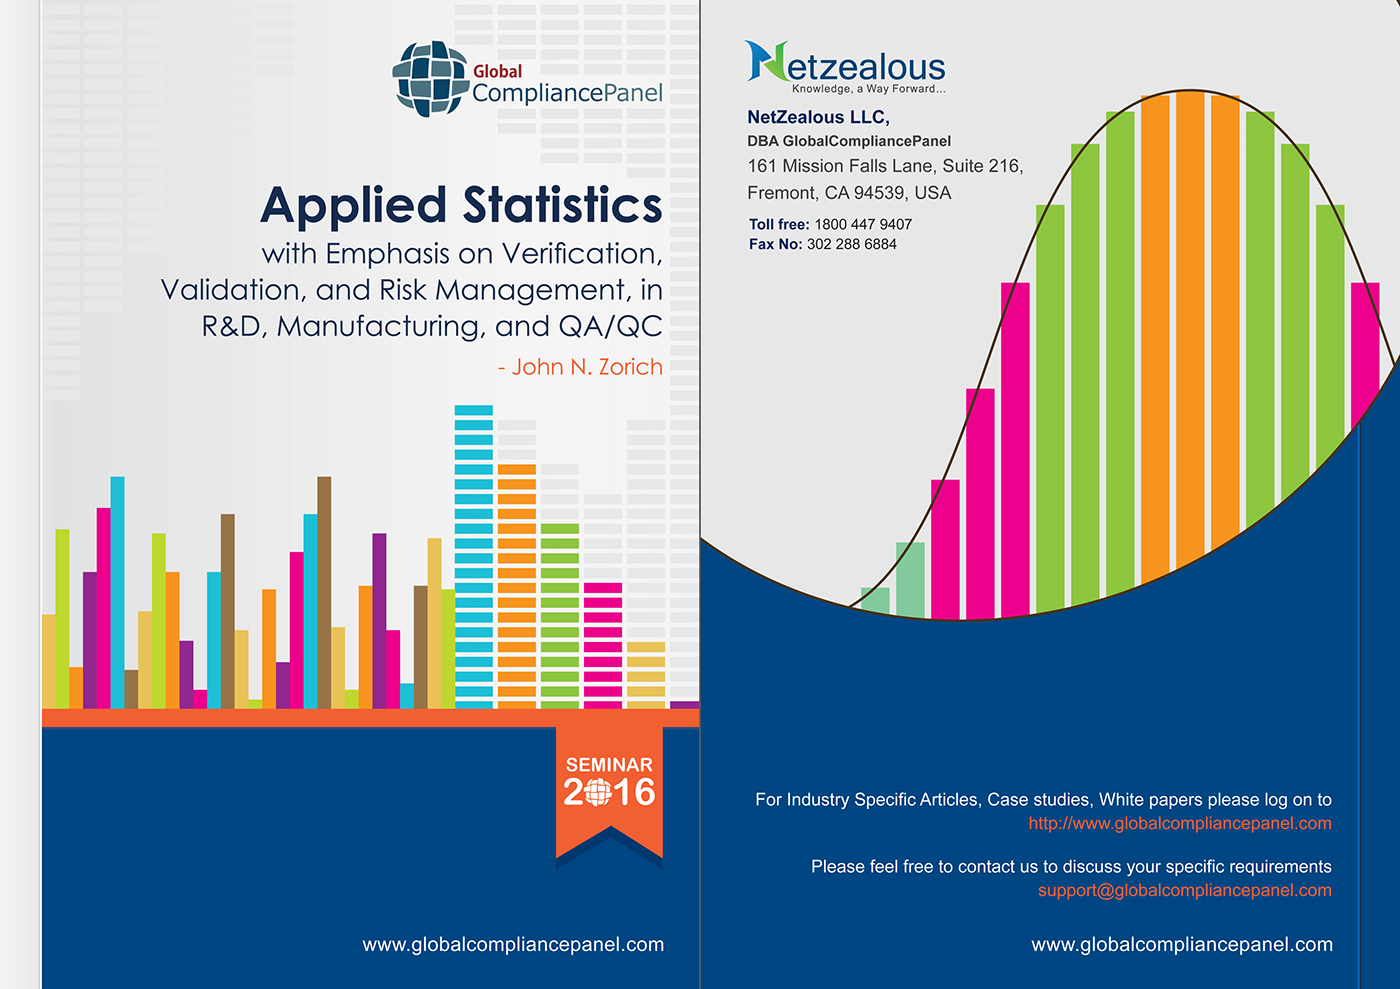 Global
CompliancePanel
Applied Statistics
with Emphasis on Verification,
Validation, and Risk Management, in
R&D, Manufacturing, and QA/QC
- John N. Zorich
SEMINAR
2016
www.globalcompliancepanel.com
Netzealous
Knowledge, a Way Forward...
NetZealous LLC,
DBA GlobalCompliancePanel
161 Mission Falls Lane, Suite 216,
Fremont, CA 94539, USA
Toll free: 1800 447 9407
Fax No: 302 288 6884
For Industry Specific Articles, Case studies, White papers please log on to
http://www.globalcompliancepanel.com
Please feel free to contact us to discuss your specific requirements
support@globalcompliancepanel.com
www.globalcompliancepanel.com